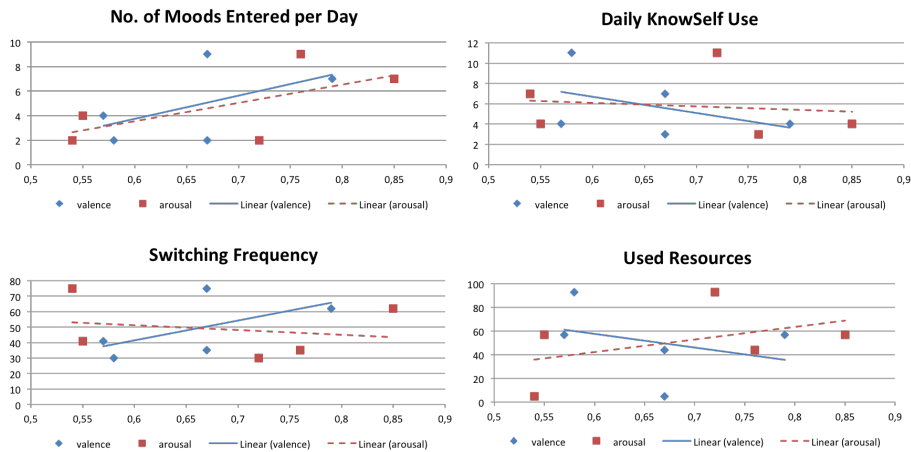 No. of Moods Entered per Day
10
8
6
4
2
0
0,5 0,55 0,6 0,65 0,7 0,75 0,8 0,85 0,9
valence arousal Linear (valence) Linear (arousal)
Daily KnowSelf Use
12
10
8
6
4
2
0
0,5 0,55 0,6 0,65 0,7 0,75 0,8 0,85 0,9
valence arousal Linear (valence) Linear (arousal)
Switching Frequency
80
70
60
50
40
30
20
10
0
0,5 0,55 0,6 0,65 0,7 0,75 0,8 0,85 0,9
valence arousal Linear (valence) Linear (arousal)
Used Resources
100
80
60
40
20
0
0,5 0,55 0,6 0,65 0,7 0,75 0,8 0,85 0,9
valence arousal Linear (valence) Linear (arousal)